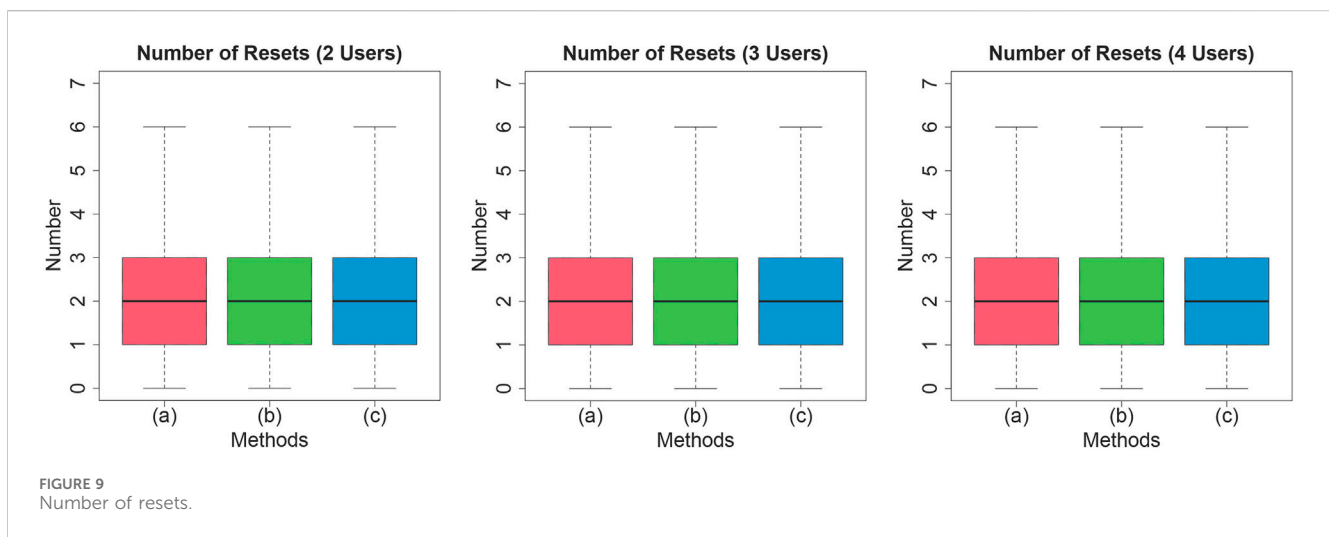 Number of Resets (2 Users)
7
6
5
4
3
2
1
0
Number
(a) (b) (c)
Methods
Number of Resets (3 Users)
7
6
5
4
3
2
1
0
Number
(a) (b) (c)
Methods
Number of Resets (4 Users)
7
6
5
4
3
2
1
0
Number
(a) (b) (c)
Methods
FIGURE 9
Number of resets.